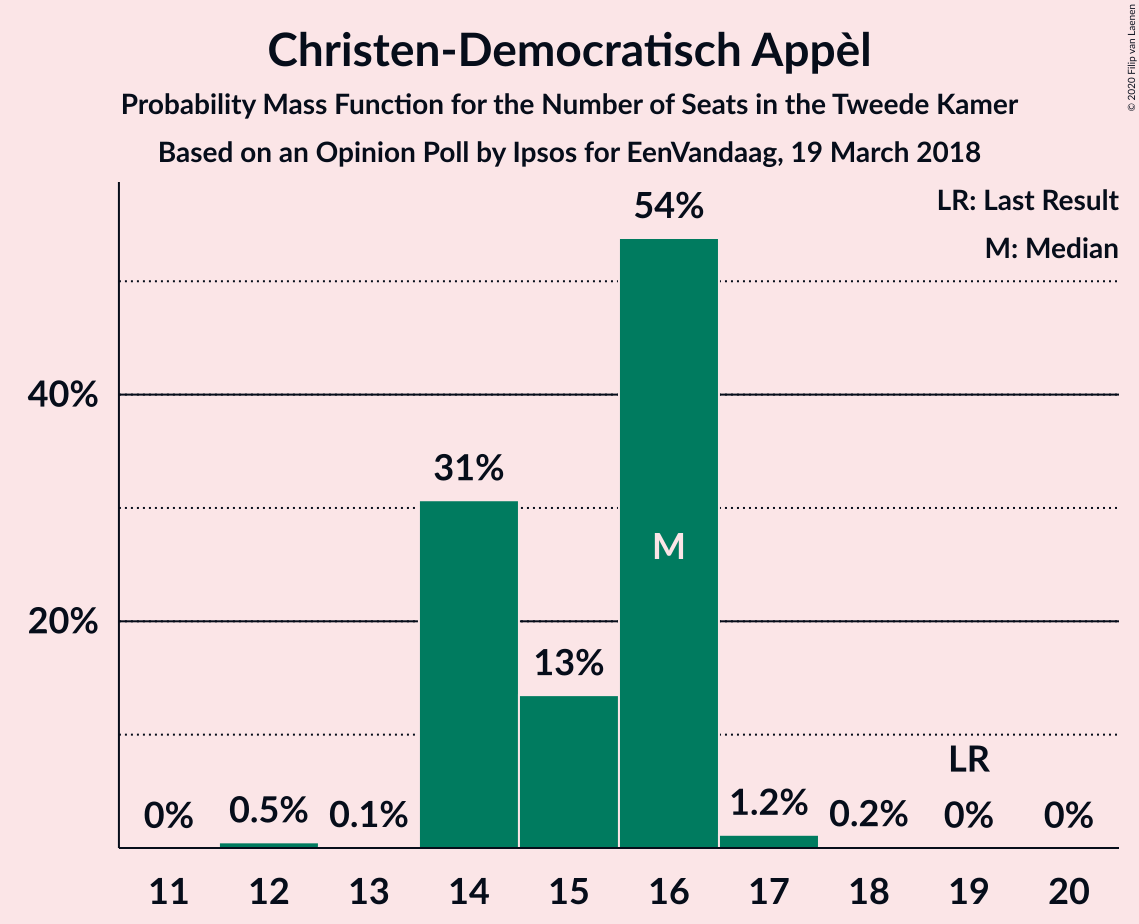 Christen-Democratisch Appèl
Probability Mass Function for the Number of Seats in the Tweede Kamer
Based on an Opinion Poll by Ipsos for EenVandaag, 19 March 2018
© 2020 Filip van Laenen
LR: Last Result
M: Median
54%
40%
31%
M
20%
13%
LR
0% 0.5% 0.1% 1.2% 0.2% 0% 0%
11 12 13 14 15 16 17 18 19 20